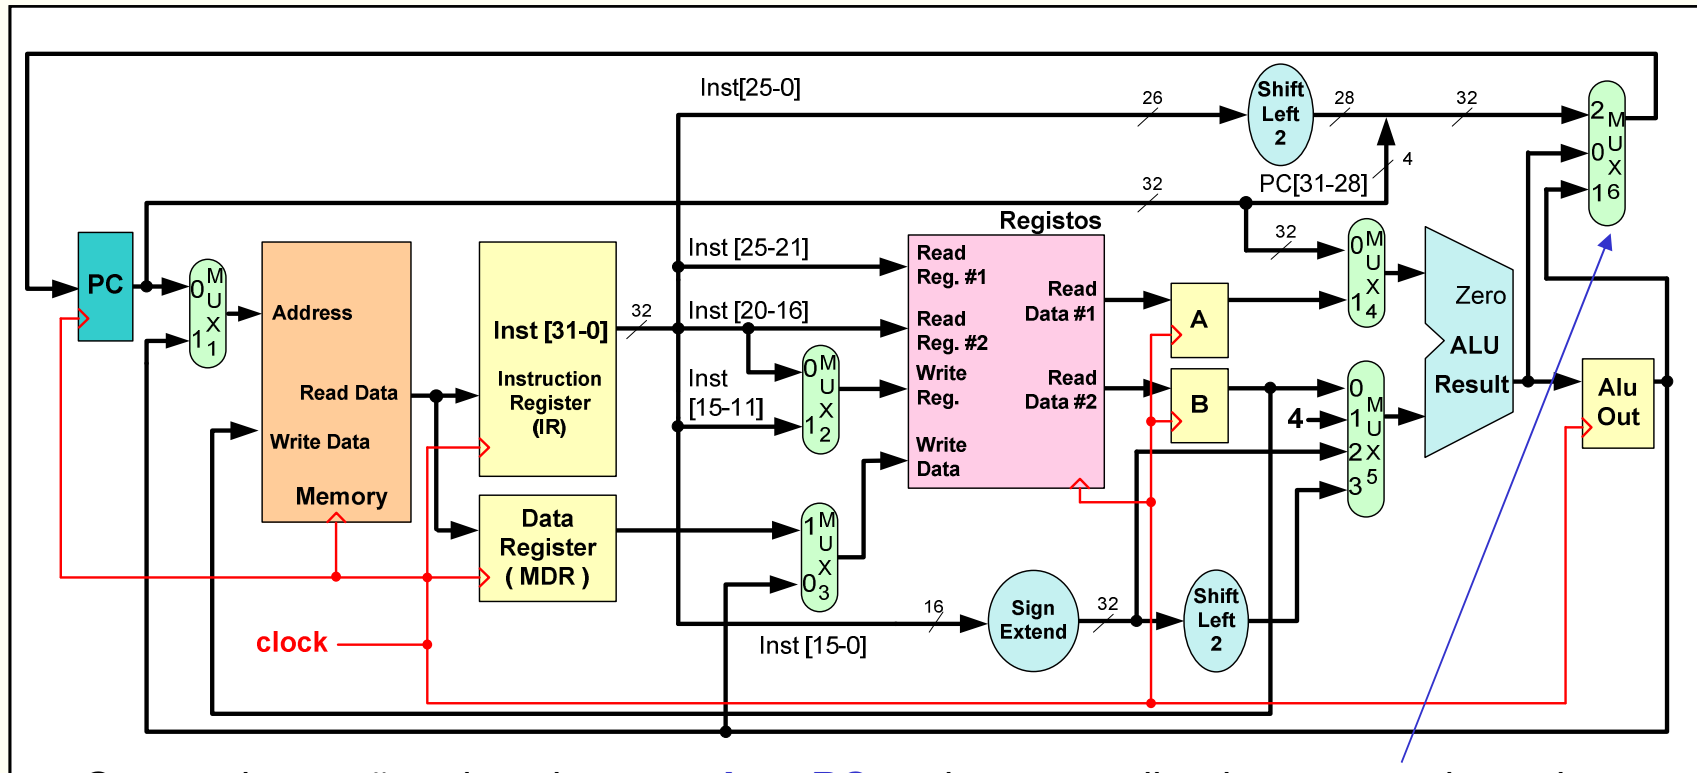 Inst[25-0]
26
Shift
Left
2
28
32
2
0
1
M
U
X
6
4
PC[31-28]
32
Registos
32
PC
0
1
M
U
X
1
Address
Read Data
Write Data
Memory
Inst [31-0]
Instruction
Register
(IR)
32
Data
Register
( MDR )
Inst [25-21]
Inst [20-16]
Inst
[15-11]
0
1
M
U
X
2
1
0
M
U
X
3
Read
Reg. #1
Read
Reg. #2
Write
Reg.
Write
Data
Read
Data #1
Read
Data #2
A
B
0
1
M
U
X
4
4
0
1
2
3
M
U
X
5
Zero
ALU
Result
Alu
Out
16
Inst [15-0]
Sign
Extend
32
Shift
Left
2
clock